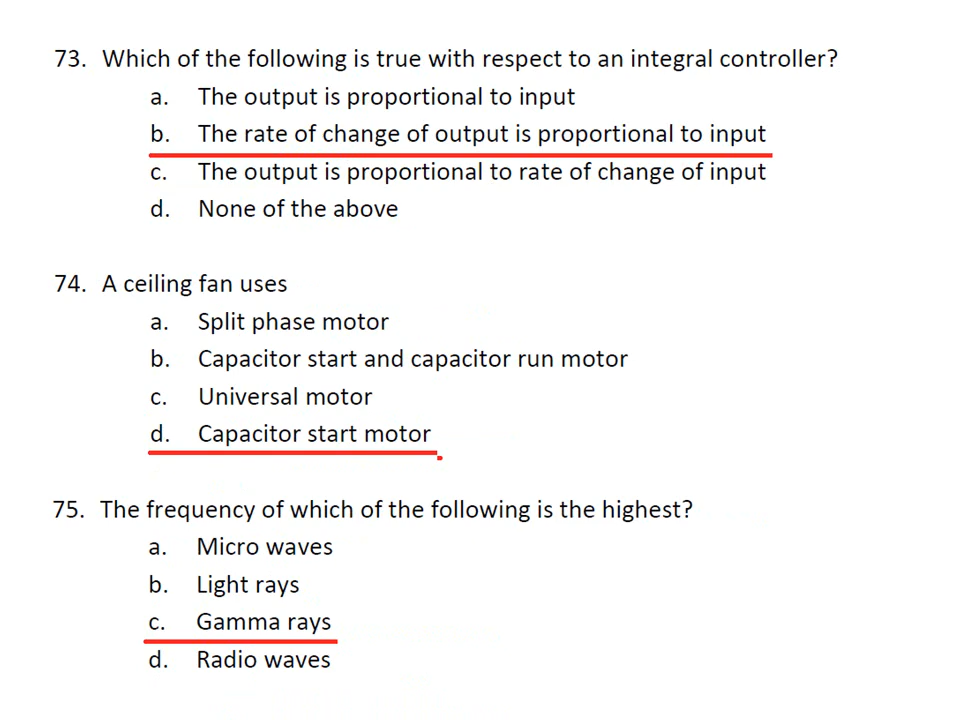 73. Which of the following is true with respect to an integral controller?
a. The output is proportional to input
b. The rate of change of output is proportional to input
c. The output is proportional to rate of change of input
d. None of the above
74. A ceiling fan uses
a. Split phase motor
b. Capacitor start and capacitor run motor
c. Universal motor
d. Capacitor start motor
75. The frequency of which of the following is the highest?
a. Micro waves
b. Light rays
c. Gamma rays
d. Radio waves